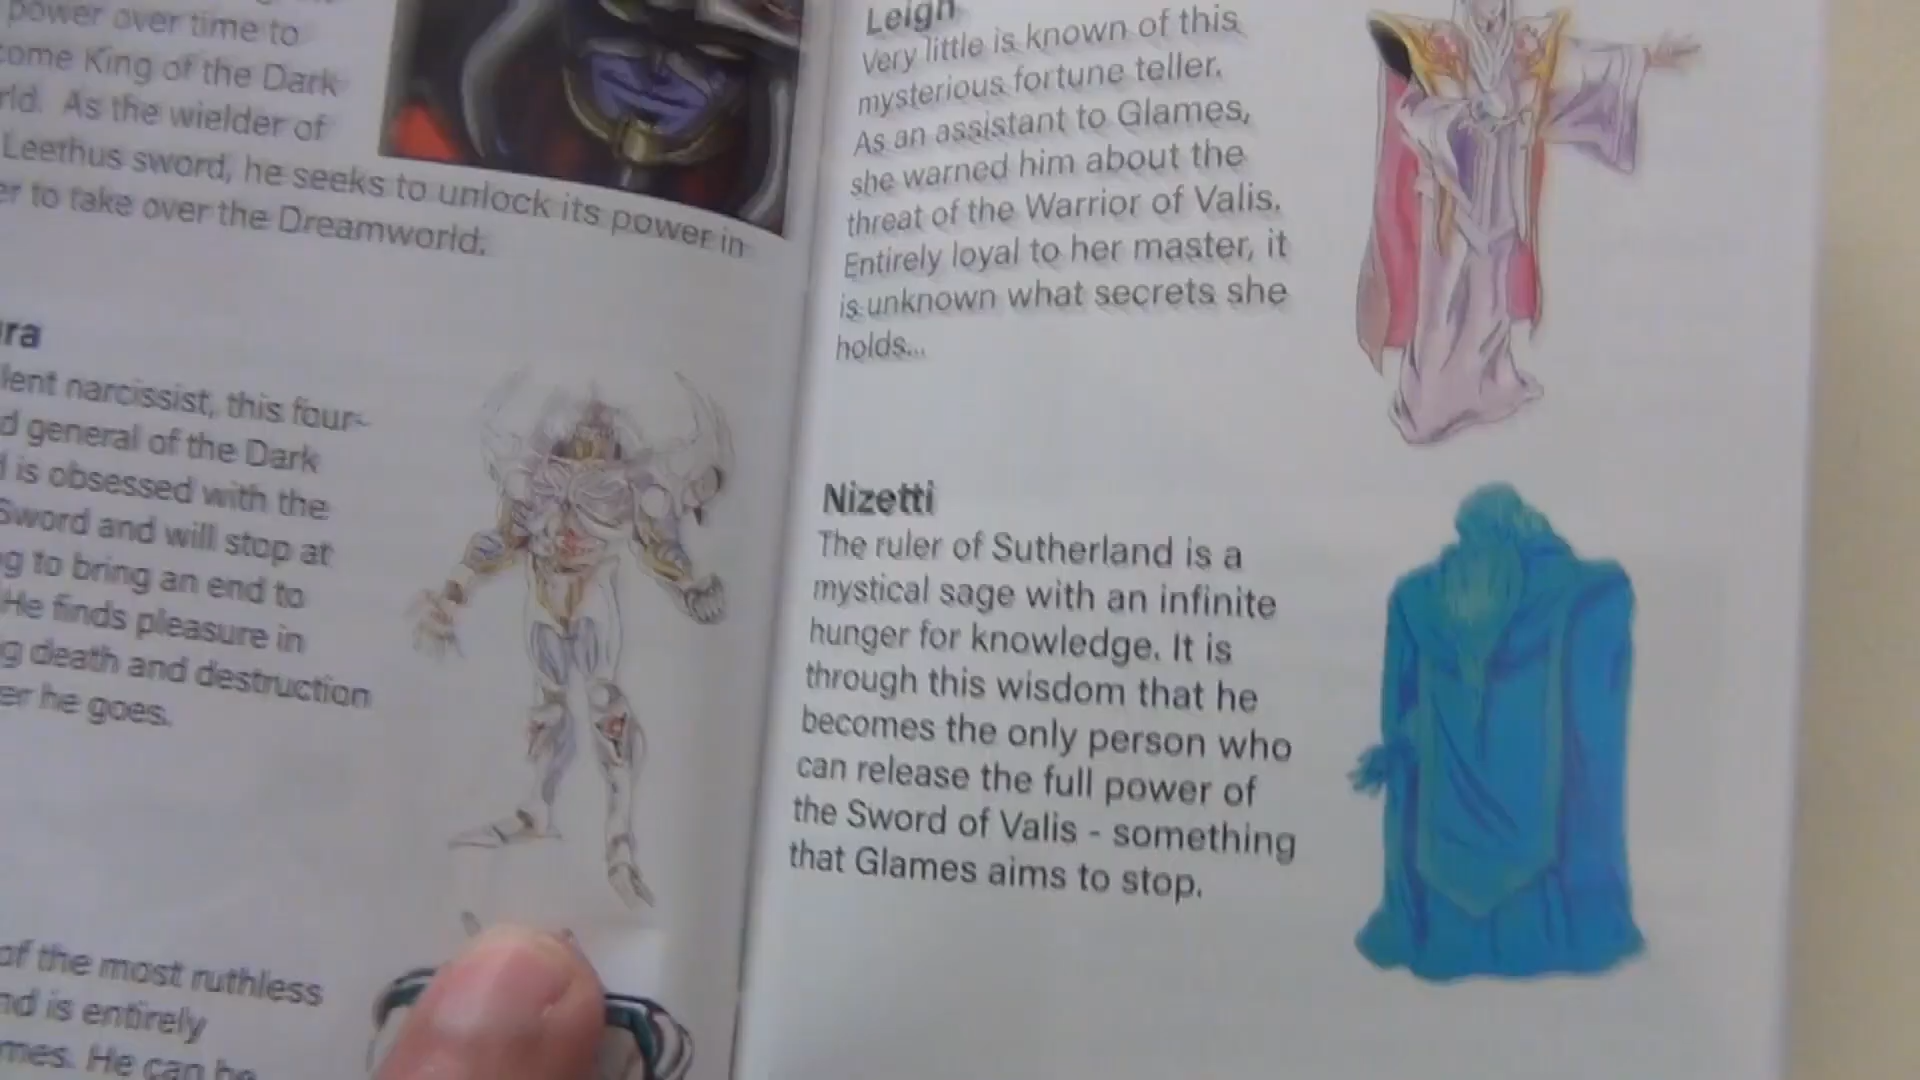 power over time to
come King of the Dark
rld. As the wielder of
Leethus sword, he seeks to unlock its power in
er to take over the Dreamworld.
ra
lent narcissist, this four-
d general of the Dark
d is obsessed with the
Sword and will stop at
ng to bring an end to
He finds pleasure in
g death and destruction
er he goes.
of the most ruthless
nd is entirely
mes. He can be
Leigh
Very little is known of this
mysterious fortune teller.
As an assistant to Glames,
she warned him about the
threat of the Warrior of Valis.
Entirely loyal to her master, it
is unknown what secrets she
holds...
Nizetti
The ruler of Sutherland is a
mystical sage with an infinite
hunger for knowledge. It is
through this wisdom that he
becomes the only person who
can release the full power of
the Sword of Valis - something
that Glames aims to stop.